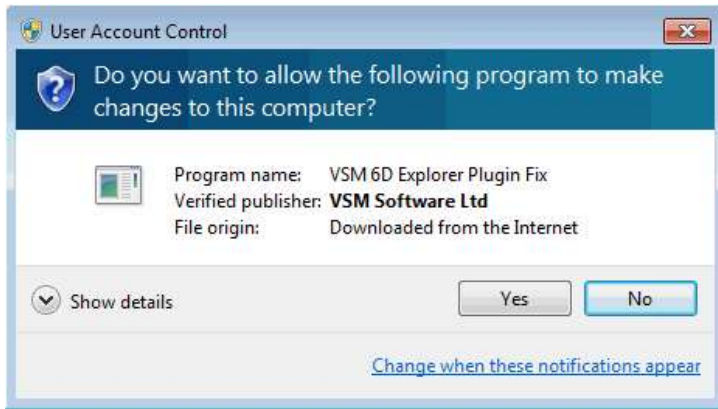 User Account Control
Do you want to allow the following program to make
changes to this computer?
Program name: VSM 6D Explorer Plugin Fix
Verified publisher: VSM Software Ltd
File origin: Downloaded from the Internet
Show details
Yes
No
Change when these notifications appear